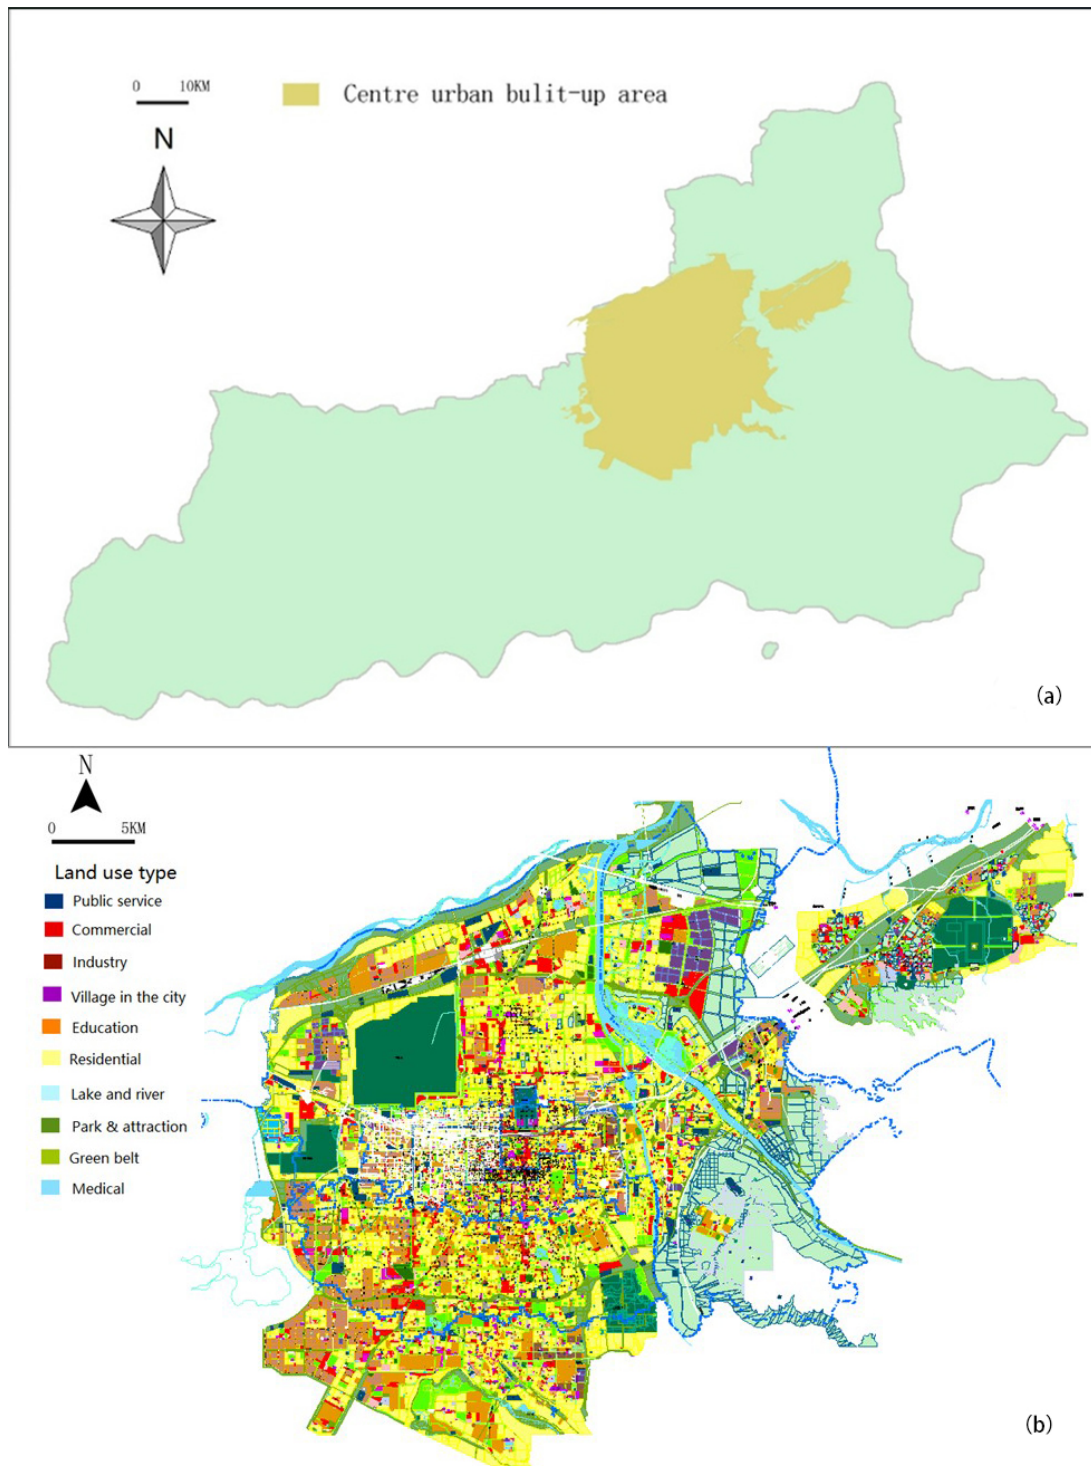 0 10KM
Centre urban bulit-up area
N
(a)
N
0 5KM
Land use type
Public service
Commercial
Industry
Village in the city
Education
Residential
Lake and river
Park & attraction
Green belt
Medical
(b)